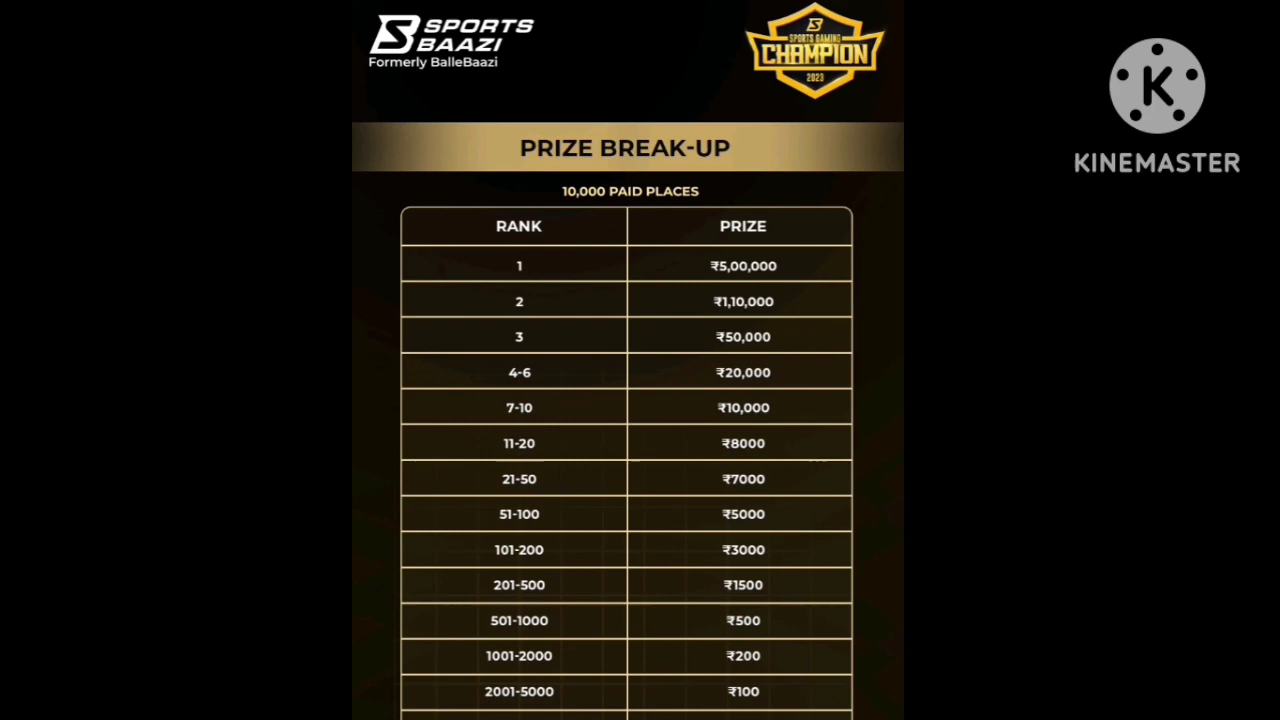 SPORTS
BAAZI
Formerly BalleBaazi
SPORTS GAMING
CHAMPION
2023
K
KINEMASTER
PRIZE BREAK-UP
10,000 PAID PLACES
RANK PRIZE
1 ₹5,00,000
2 ₹1,10,000
3 ₹50,000
4-6 ₹20,000
7-10 ₹10,000
11-20 ₹8000
21-50 ₹7000
51-100 ₹5000
101-200 ₹3000
201-500 ₹1500
501-1000 ₹500
1001-2000 ₹200
2001-5000 ₹100